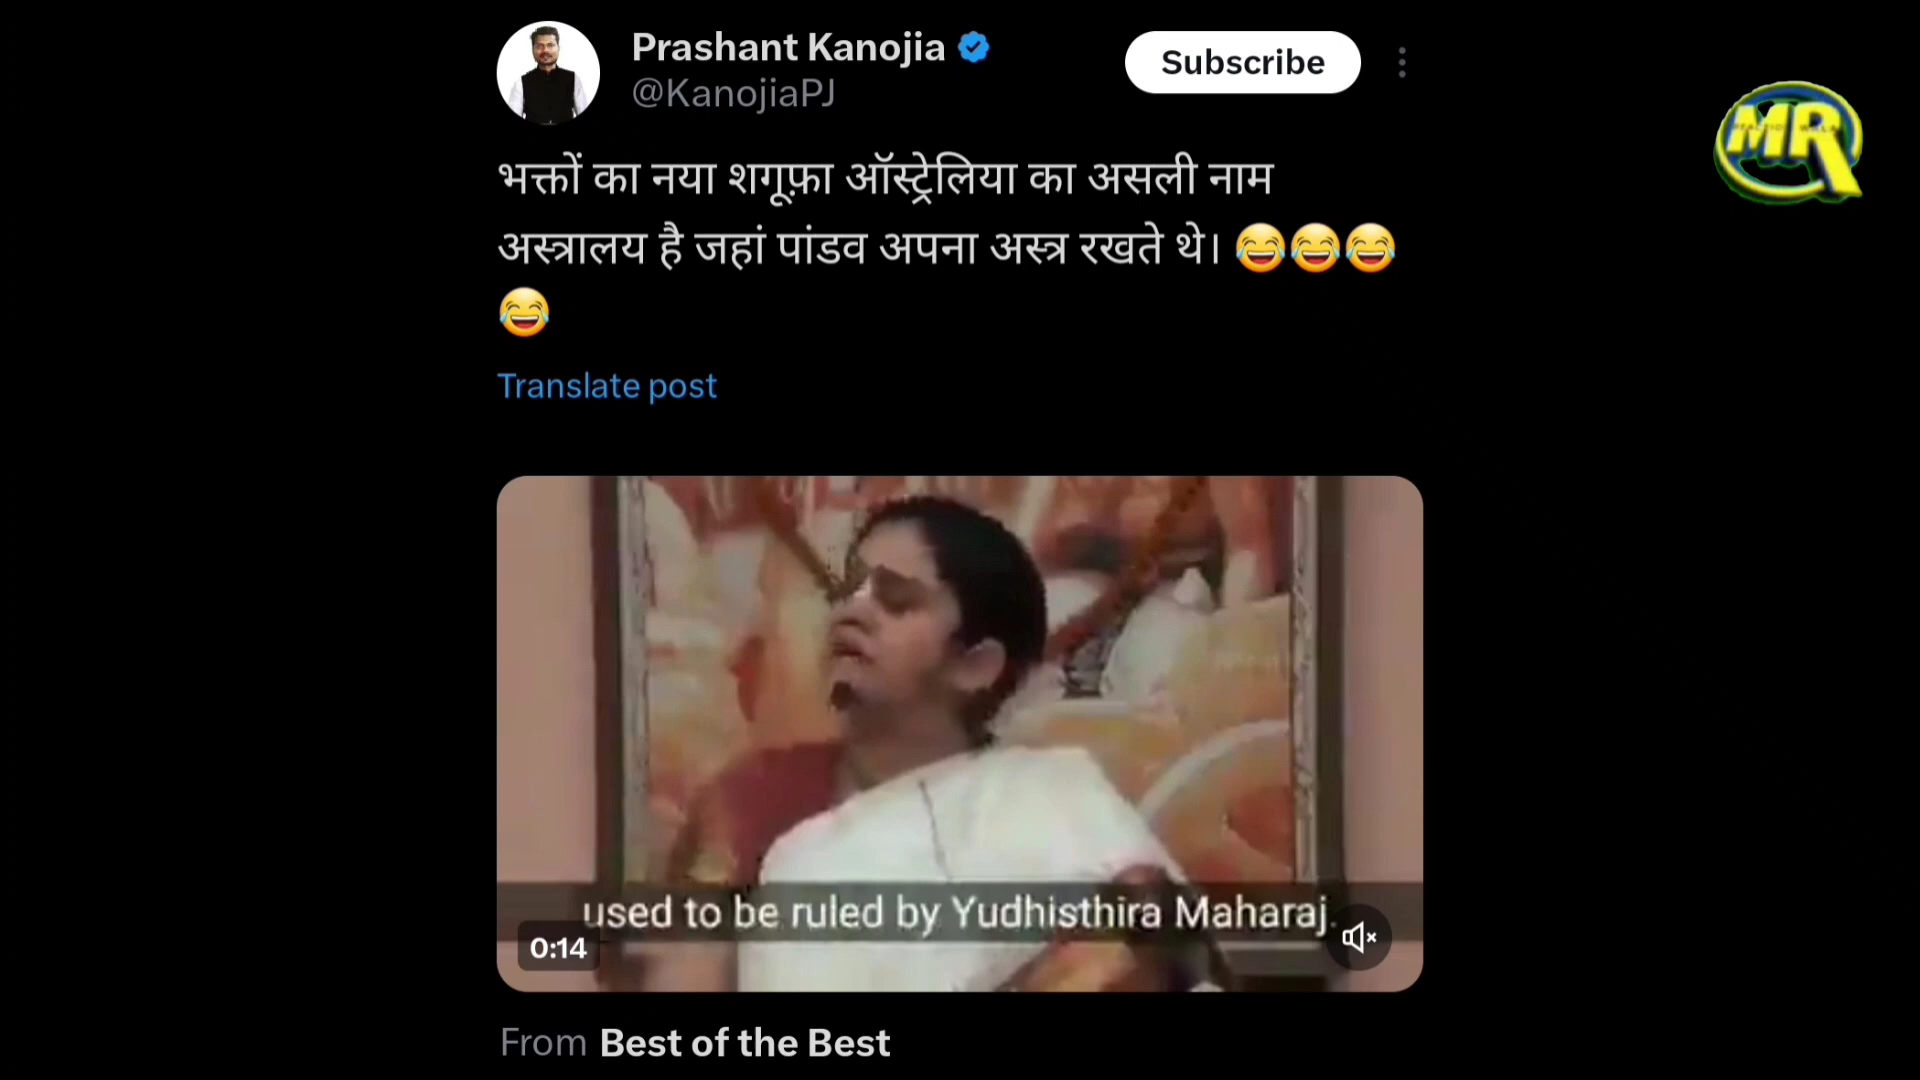 Prashant Kanojia
@KanojiaPJ
Subscribe
MR
भक्तों का नया शगूफ़ा ऑस्ट्रेलिया का असली नाम
अस्त्रालय है जहां पांडव अपना अस्त्र रखते थे। 😂😂😂
😂
Translate post
used to be ruled by Yudhisthira Maharaj.
0:14
From Best of the Best